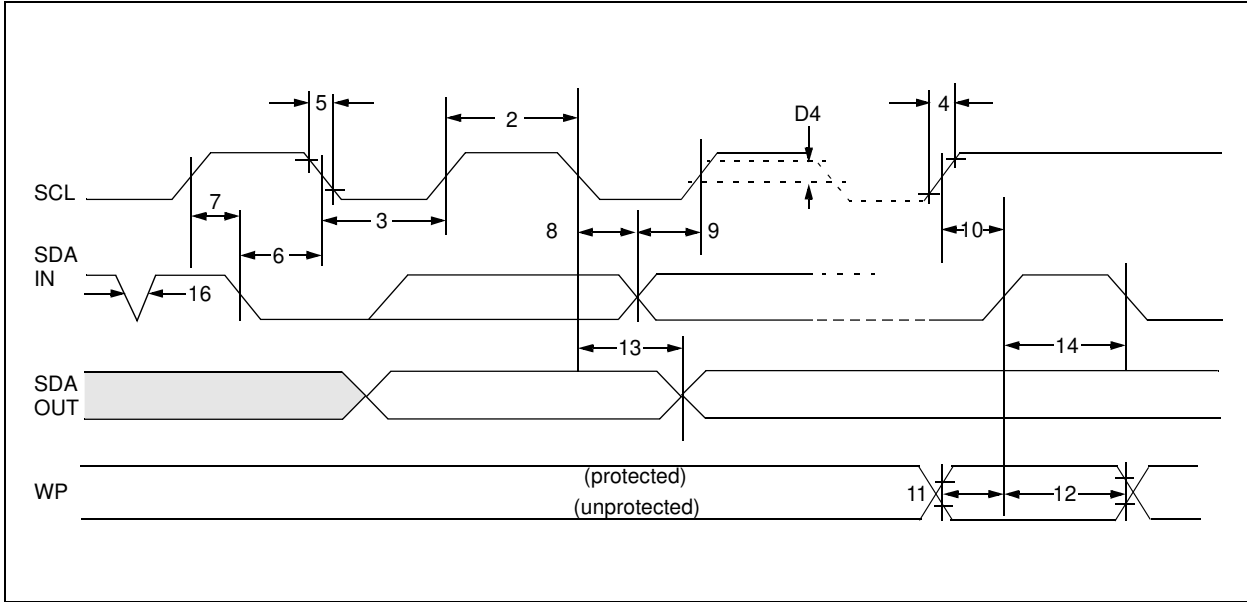 5
2
D4
4
SCL
7
3
8
9
10
SDA
IN
6
16
13
14
SDA
OUT
WP
(protected)
(unprotected)
11
12